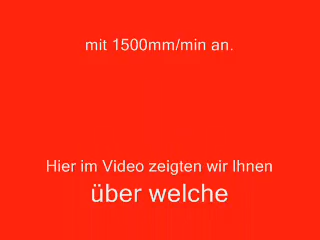 mit 1500mm/min an.
Hier im Video zeigten wir Ihnen
über welche